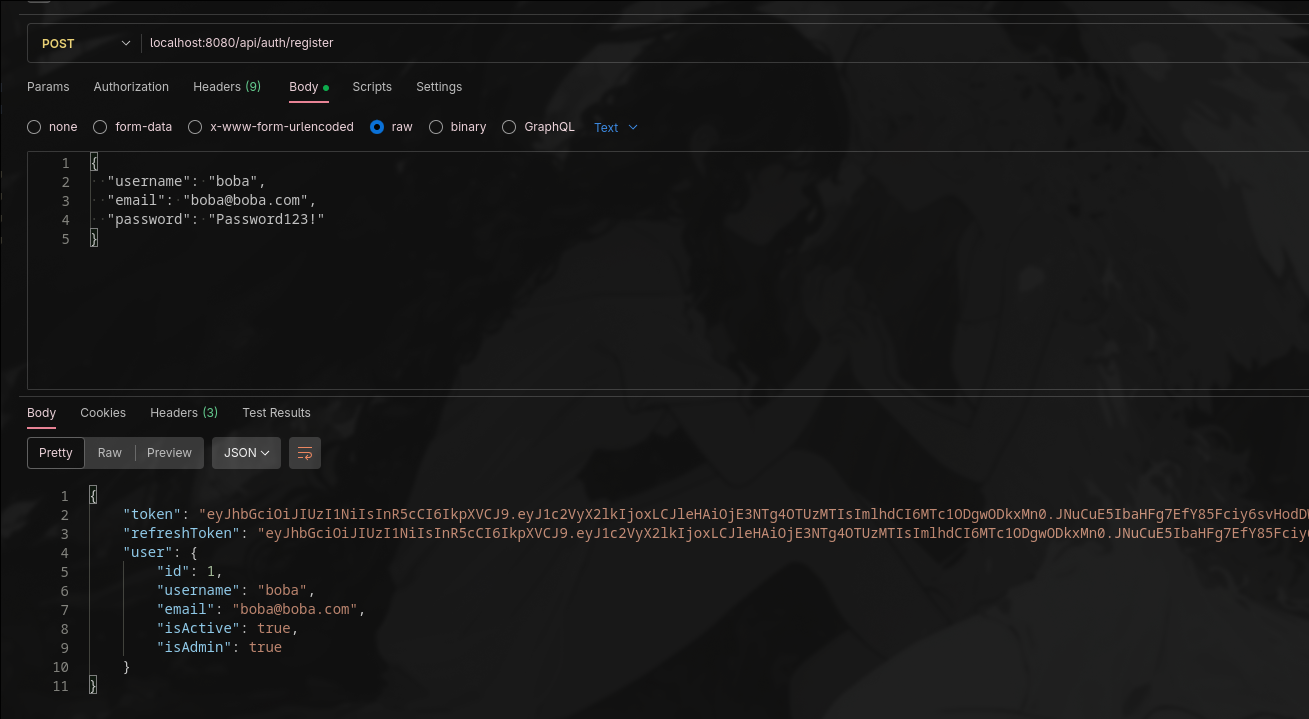 POST localhost:8080/api/auth/register
Params Authorization Headers (9) Body Scripts Settings
none form-data x-www-form-urlencoded raw binary GraphQL Text
1 {
2 "username": "boba",
3 "email": "boba@boba.com",
4 "password": "Password123!"
5 }
Body Cookies Headers (3) Test Results
Pretty Raw Preview JSON
1 {
2 "token": "eyJhbGciOiJIUzI1NiIsInR5cCI6IkpXVCJ9.eyJ1c2VyX2lkIjoxLCJleHAiOjE3NTg4OTUzMTIsImlhdCI6MTc1ODgwODkxMn0.JNuCuE5IbaHFg7EfY85Fciy6svHodD
3 "refreshToken": "eyJhbGciOiJIUzI1NiIsInR5cCI6IkpXVCJ9.eyJ1c2VyX2lkIjoxLCJleHAiOjE3NTg4OTUzMTIsImlhdCI6MTc1ODgwODkxMn0.JNuCuE5IbaHFg7EfY85Fciy
4 "user": {
5 "id": 1,
6 "username": "boba",
7 "email": "boba@boba.com",
8 "isActive": true,
9 "isAdmin": true
10 }
11 }